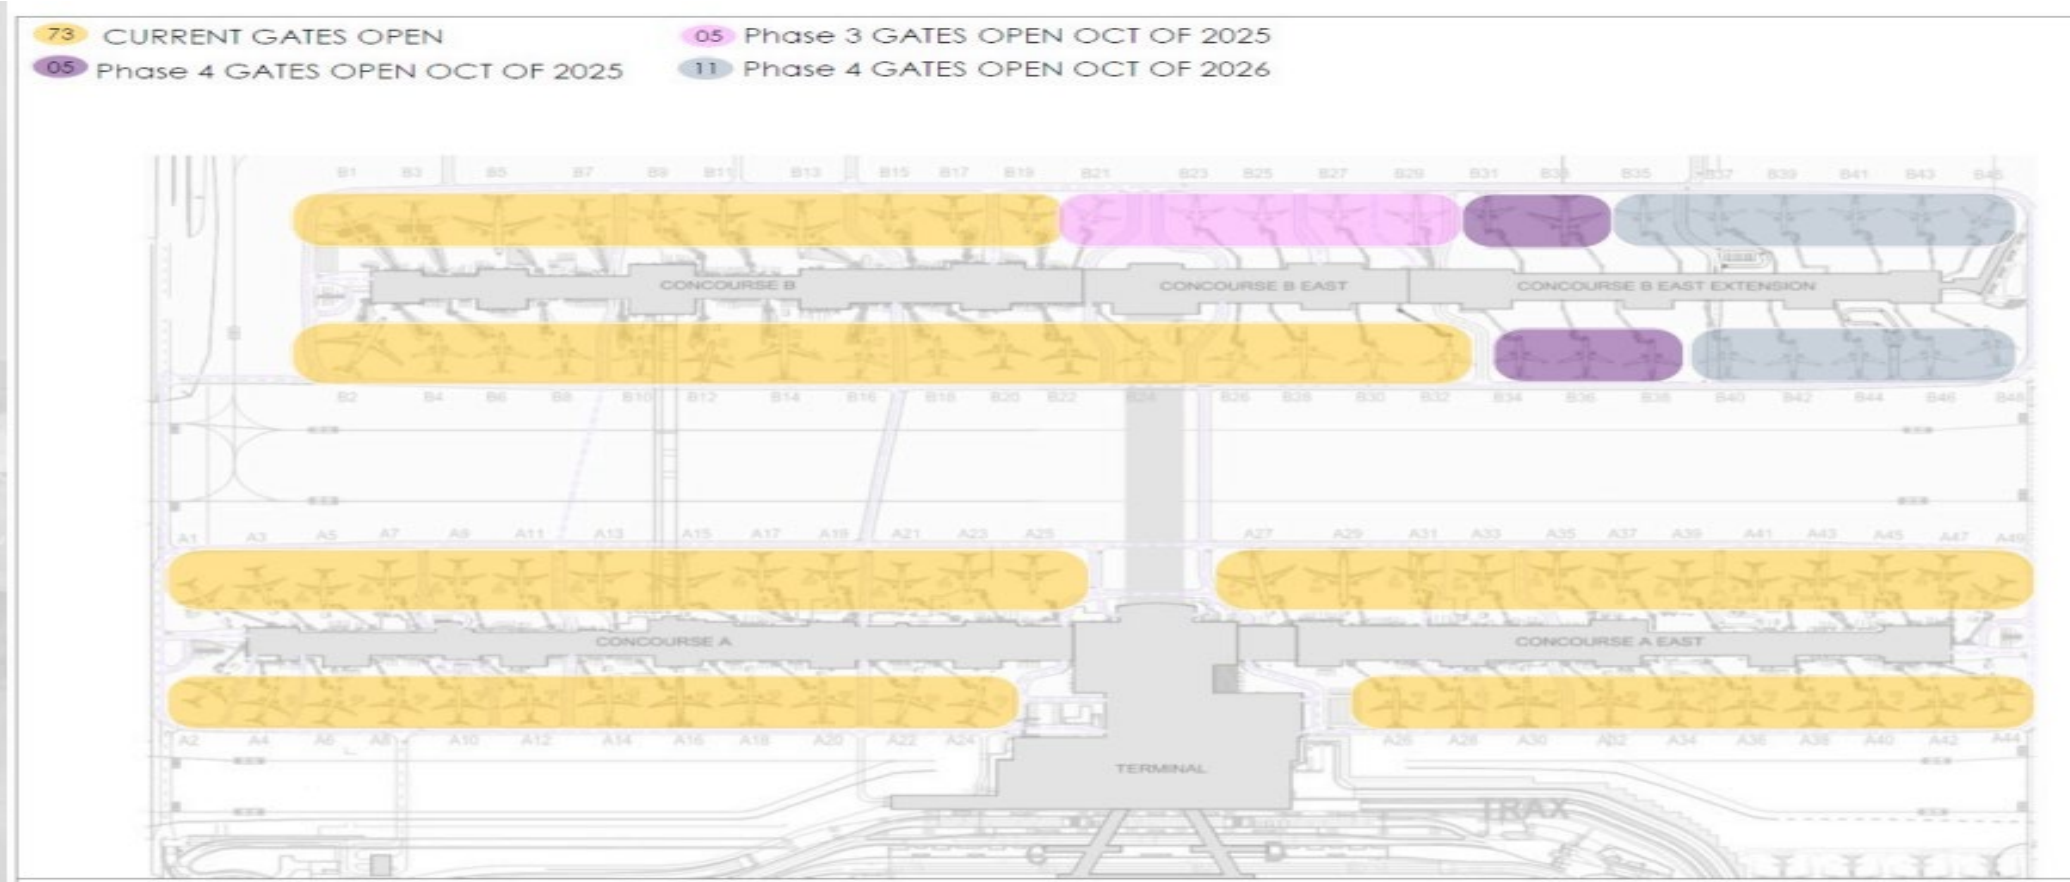 73 CURRENT GATES OPEN 05 Phase 3 GATES OPEN OCT OF 2025
05 Phase 4 GATES OPEN OCT OF 2025 11 Phase 4 GATES OPEN OCT OF 2026
B1 B3 B5 B7 B9 B11 B13 B15 B17 B19 B21 B23 B25 B27 B29 B31 B33 B35 B37 B39 B41 B43
CONCOURSE B CONCOURSE B EAST CONCOURSE B EAST EXTENSION
B2 B4 B6 B8 B10 B12 B14 B16 B18 B20 B22 B24 B26 B28 B30 B32 B34 B36 B38 B40 B42 B44 B46 B48
A1 A3 A5 A7 A9 A11 A13 A15 A17 A19 A21 A23 A25 A27 A29 A31 A33 A35 A37 A39 A41 A43 A45 A47 A49
CONCOURSE A CONCOURSE A EAST
A2 A4 A6 A8 A10 A12 A14 A16 A18 A20 A22 A24 A26 A28 A30 A32 A34 A36 A38 A40 A42 A44
TERMINAL
TRAX
C D